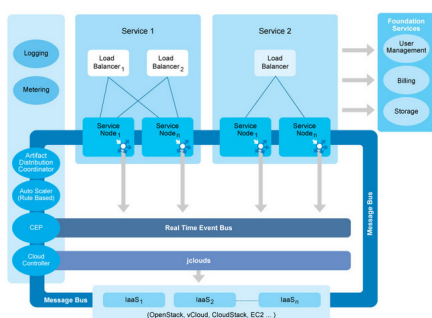 Service 1
Service 2
Foundation
Services
Logging
Metering
Load
Balancer1
Load
Balancer2
Load
Balancer
User
Management
Billing
Storage
Service
Node1
Service
Noden
Service
Node1
Service
Noden
Artifact
Distribution
Coordinator
Auto Scaler
(Rule Based)
CEP
Real Time Event Bus
Cloud
Controller
jclouds
Message Bus
Message Bus
IaaS1
IaaS2
IaaSn
(OpenStack, vCloud, CloudStack, EC2 ... )